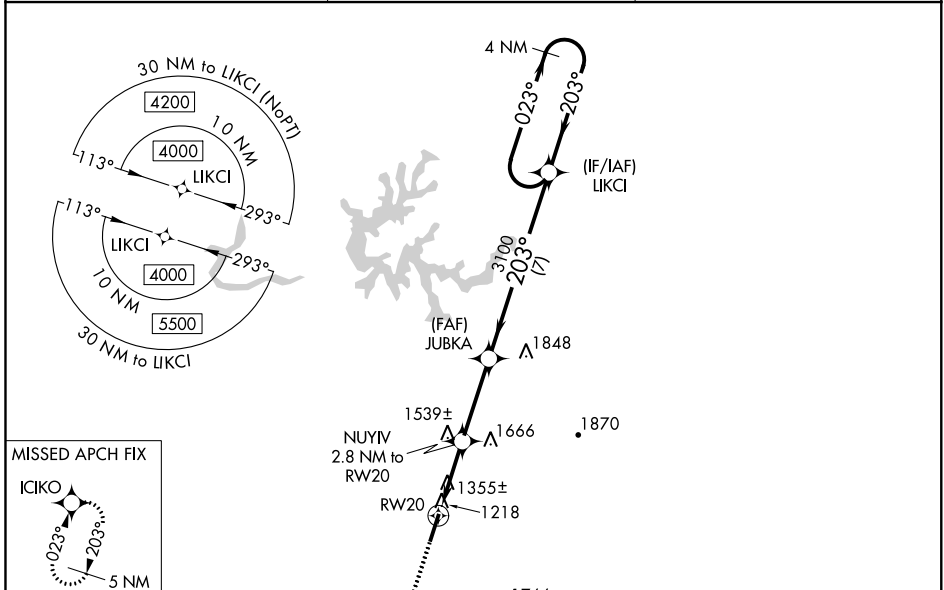 30 NM to LIKCI (NoPT)
4200
10 NM
4000
113°
LIKCI
293°
113°
LIKCI
293°
4000
10 NM
5500
30 NM to LIKCI
4 NM
023°
203°
(IF/IAF)
LIKCI
3100
203°
(7)
(FAF)
JUBKA
1848
1539±
NUYIV
2.8 NM to
RW20
1666
1870
1355±
RW20
1218
MISSED APCH FIX
ICIKO
023°
203°
5 NM